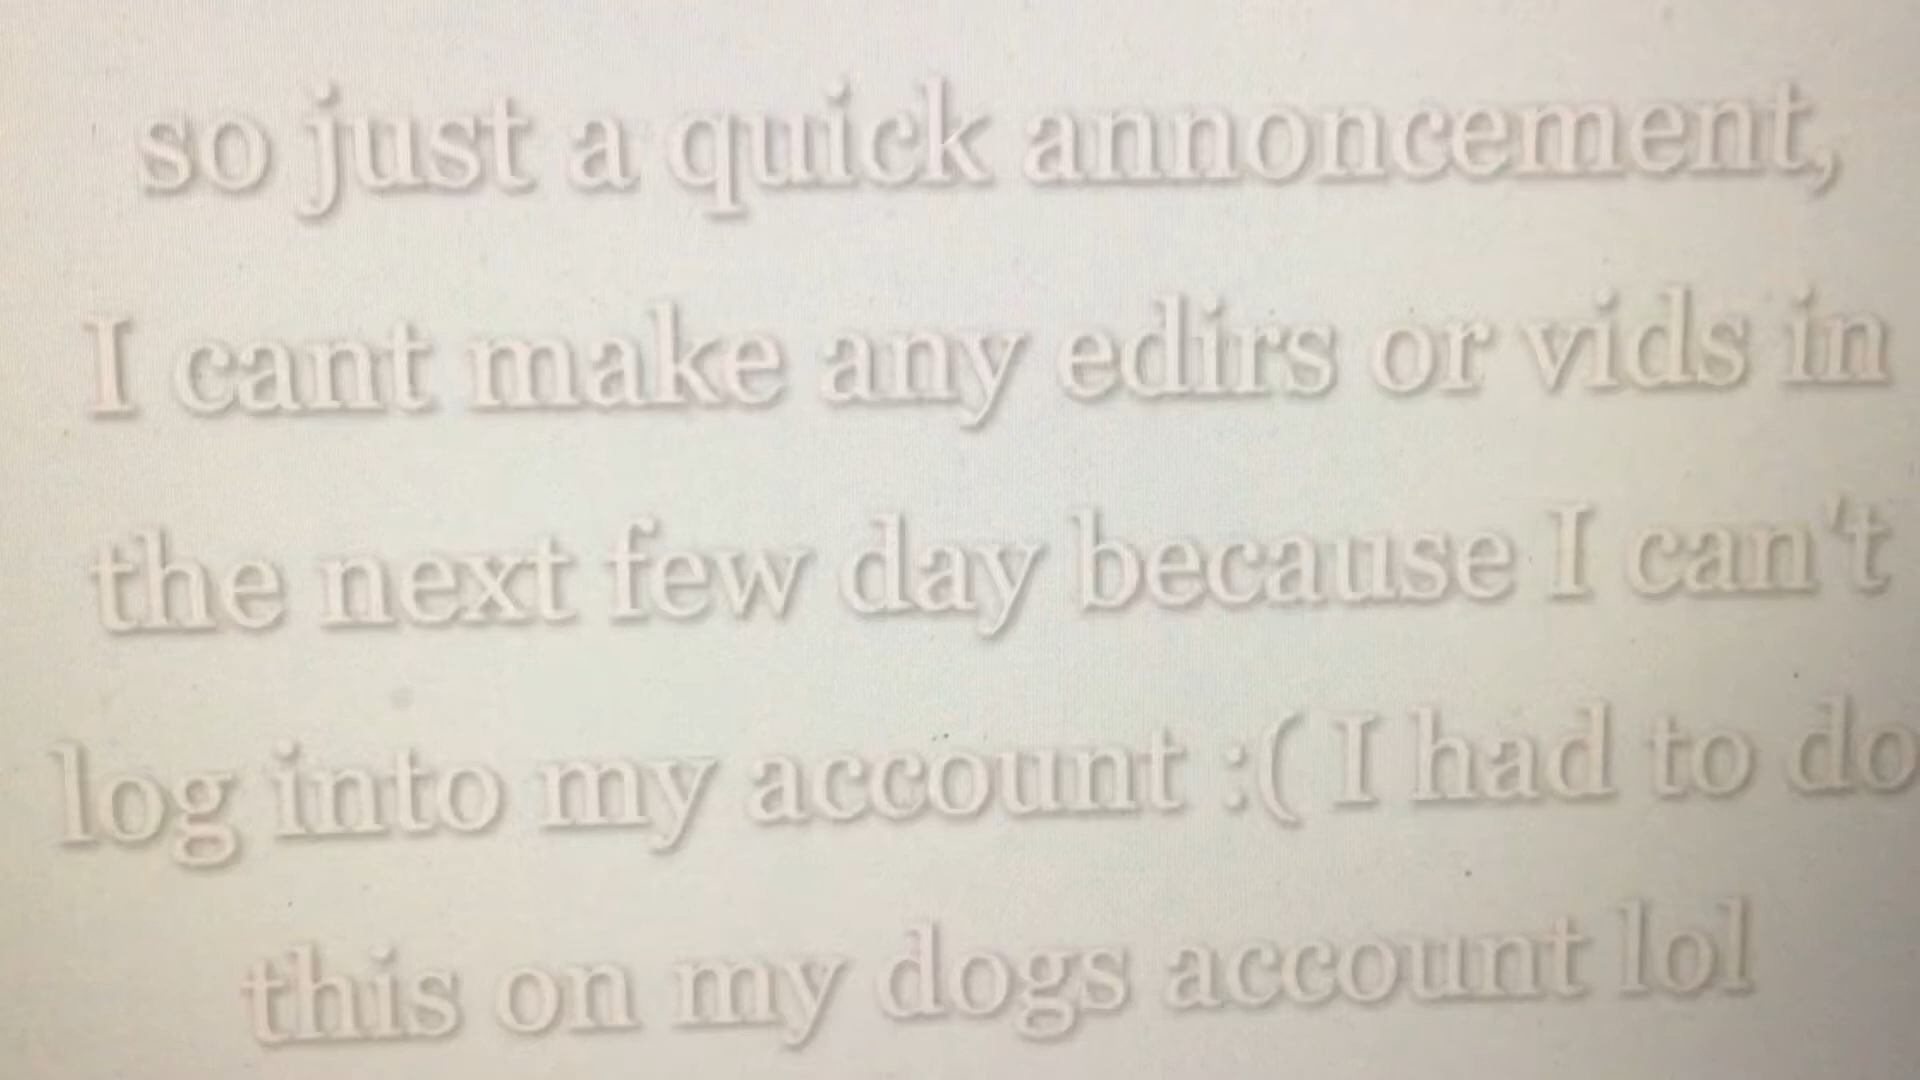 so just a quick annoncement,
I cant make any edirs or vids in
the next few day because I can't
log into my account :( I had to do
this on my dogs account lol